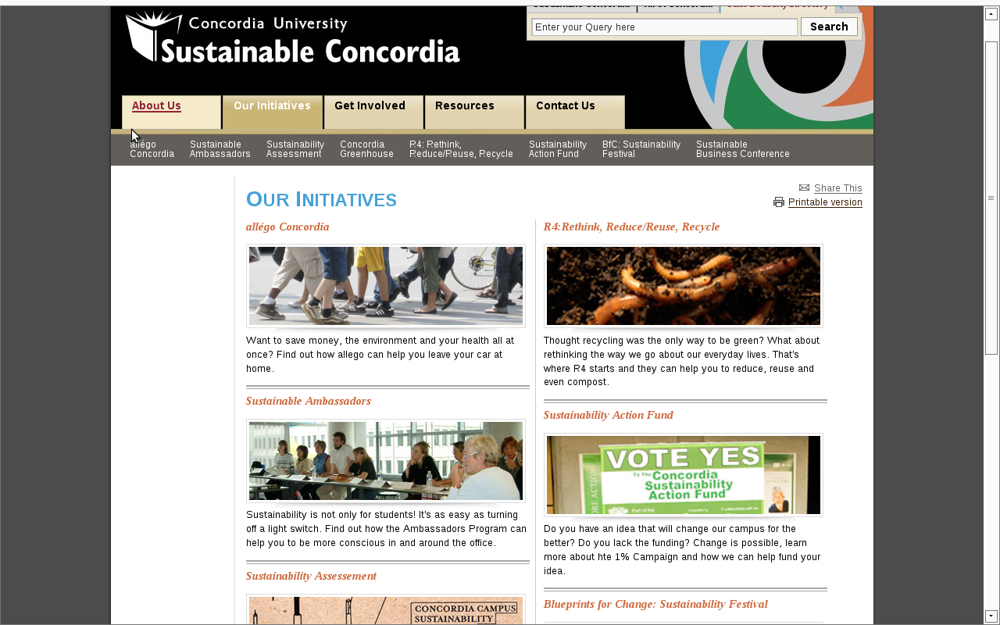 Concordia University
Sustainable Concordia
Enter your Query here
Search
About Us
Our Initiatives
Get Involved
Resources
Contact Us
allégo
Concordia
Sustainable
Ambassadors
Sustainability
Assessment
Concordia
Greenhouse
R4: Rethink,
Reduce/Reuse, Recycle
Sustainability
Action Fund
BfC: Sustainability
Festival
Sustainable
Business Conference
OUR INITIATIVES
Share This
Printable version
allégo Concordia
Want to save money, the environment and your health all at
once? Find out how allego can help you leave your car at
home.
Sustainable Ambassadors
Sustainability is not only for students! It's as easy as turning
off a light switch. Find out how the Ambassadors Program can
help you to be more conscious in and around the office.
Sustainability Assessement
CONCORDIA CAMPUS
SUSTAINABILITY
R4:Rethink, Reduce/Reuse, Recycle
Thought recycling was the only way to be green? What about
rethinking the way we go about our everyday lives. That's
where R4 starts and they can help you to reduce, reuse and
even compost.
Sustainability Action Fund
VOTE YES
To The Concordia
Sustainability
Action Fund
Part of the
Do you have an idea that will change our campus for the
better? Do you lack the funding? Change is possible, learn
more about hte 1% Campaign and how we can help fund your
idea.
Blueprints for Change: Sustainability Festival